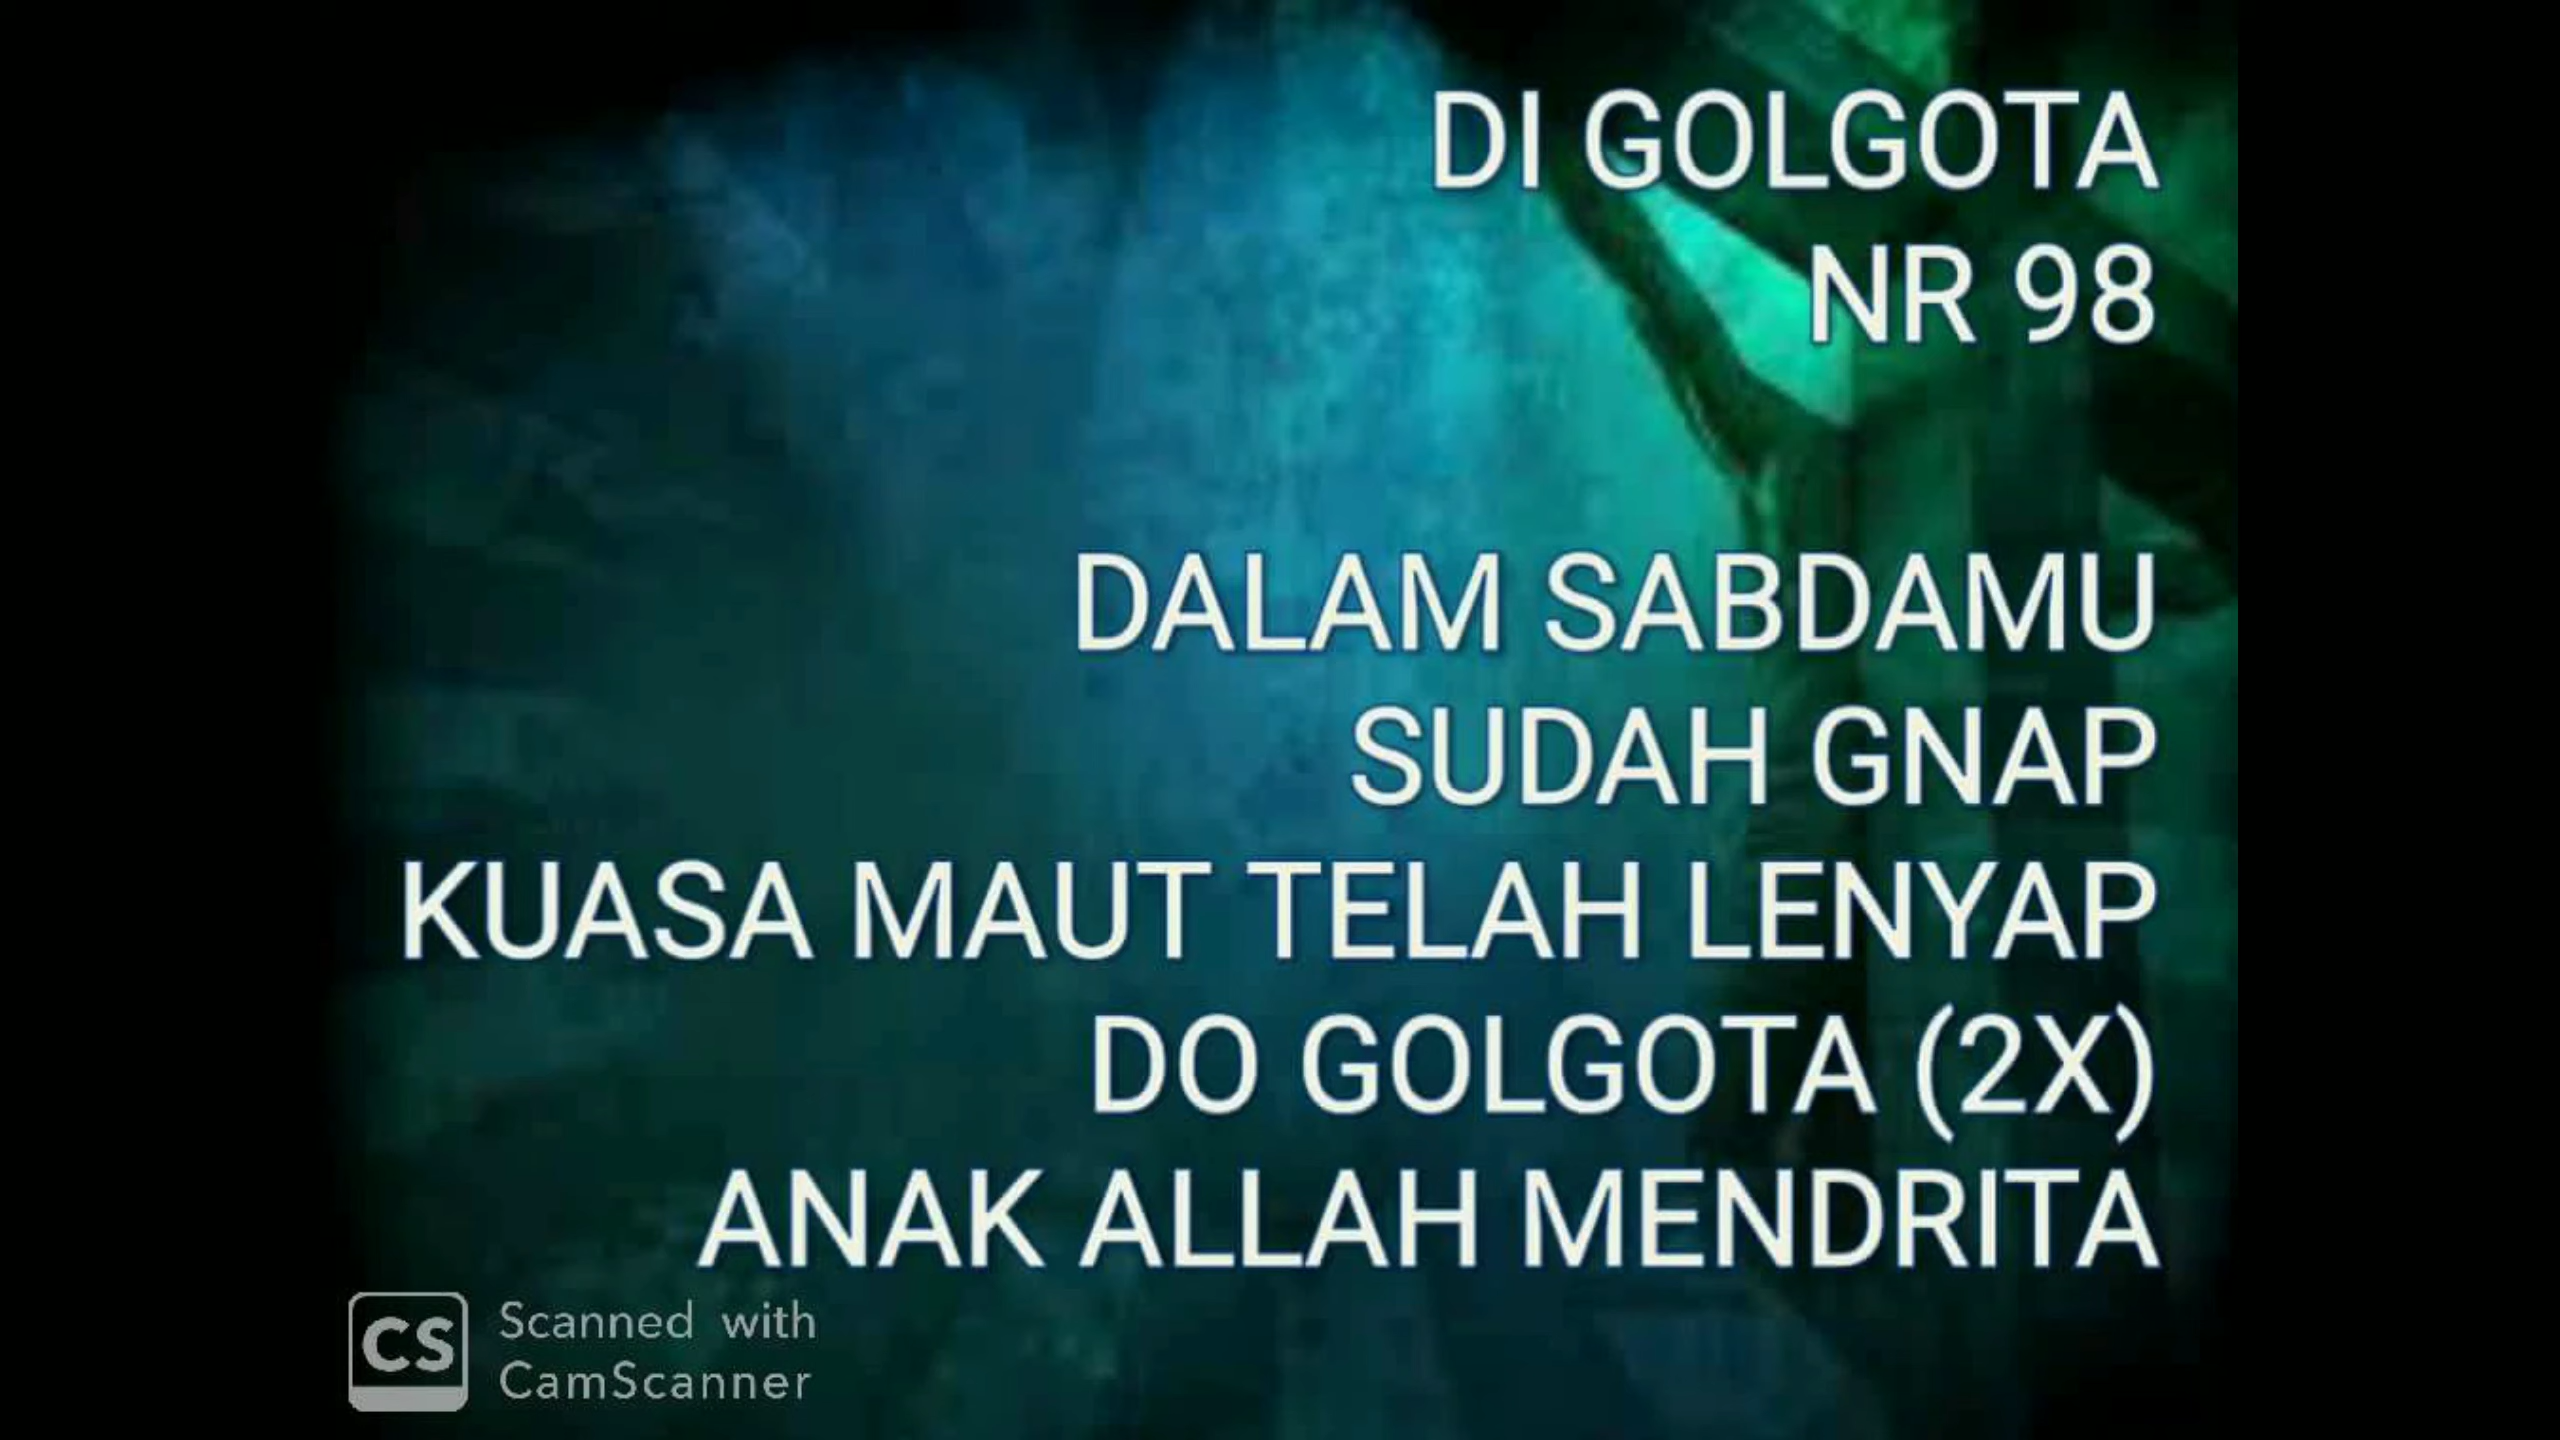 DI GOLGOTA
NR 98
DALAM SABDAMU
SUDAH GNAP
KUASA MAUT TELAH LENYAP
DO GOLGOTA (2X)
ANAK ALLAH MENDRITA
CS Scanned with
CamScanner